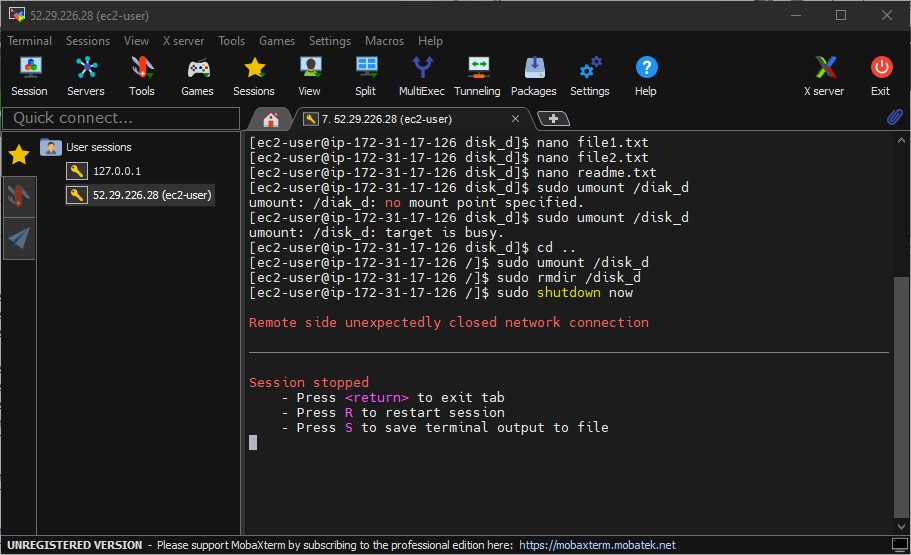 52.29.226.28 (ec2-user)
Terminal Sessions View X server Tools Games Settings Macros Help
Session Servers Tools Games Sessions View Split MultiExec Tunneling Packages Settings Help X server Exit
Quick connect...
7. 52.29.226.28 (ec2-user)
User sessions
127.0.0.1
52.29.226.28 (ec2-user)
[ec2-user@ip-172-31-17-126 disk_d]$ nano file1.txt
[ec2-user@ip-172-31-17-126 disk_d]$ nano file2.txt
[ec2-user@ip-172-31-17-126 disk_d]$ nano readme.txt
[ec2-user@ip-172-31-17-126 disk_d]$ sudo umount /diak_d
umount: /diak_d: no mount point specified.
[ec2-user@ip-172-31-17-126 disk_d]$ sudo umount /disk_d
umount: /disk_d: target is busy.
[ec2-user@ip-172-31-17-126 disk_d]$ cd ..
[ec2-user@ip-172-31-17-126 /]$ sudo umount /disk_d
[ec2-user@ip-172-31-17-126 /]$ sudo rmdir /disk_d
[ec2-user@ip-172-31-17-126 /]$ sudo shutdown now
Remote side unexpectedly closed network connection
Session stopped
- Press <return> to exit tab
- Press R to restart session
- Press S to save terminal output to file
UNREGISTERED VERSION - Please support MobaXterm by subscribing to the professional edition here: https://mobaxterm.mobatek.net